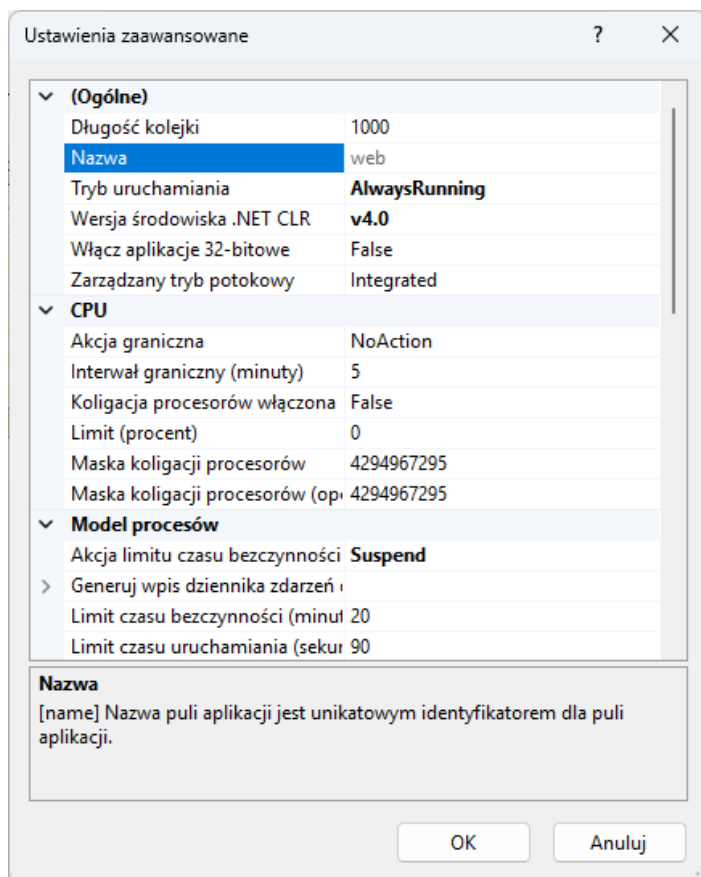 Ustawienia zaawansowane ?
(Ogólne)
Długość kolejki 1000
Nazwa web
Tryb uruchamiania AlwaysRunning
Wersja środowiska .NET CLR v4.0
Włącz aplikacje 32-bitowe False
Zarządzany tryb potokowy Integrated
CPU
Akcja graniczna NoAction
Interwał graniczny (minuty) 5
Koligacja procesorów włączona False
Limit (procent) 0
Maska koligacji procesorów 4294967295
Maska koligacji procesorów (opc 4294967295
Model procesów
Akcja limitu czasu bezczynności Suspend
Generuj wpis dziennika zdarzeń
Limit czasu bezczynności (minut 20
Limit czasu uruchamiania (sekun 90
Nazwa
[name] Nazwa puli aplikacji jest unikatowym identyfikatorem dla puli
aplikacji.
OK Anuluj